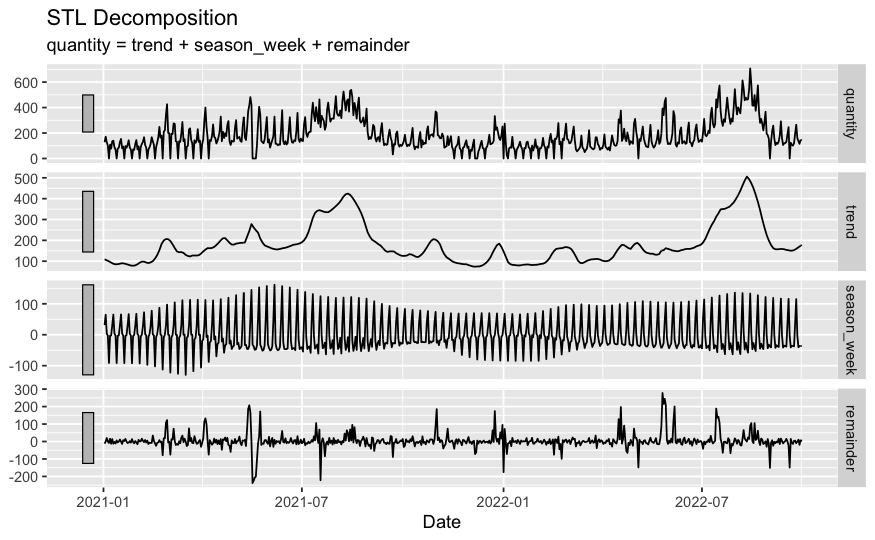 STL Decomposition
quantity = trend + season_week + remainder
600
400
200
0
quantity
500
400
300
200
100
trend
100
0
-100
season_week
300
200
100
0
-100
-200
remainder
2021-01 2021-07 2022-01 2022-07
Date